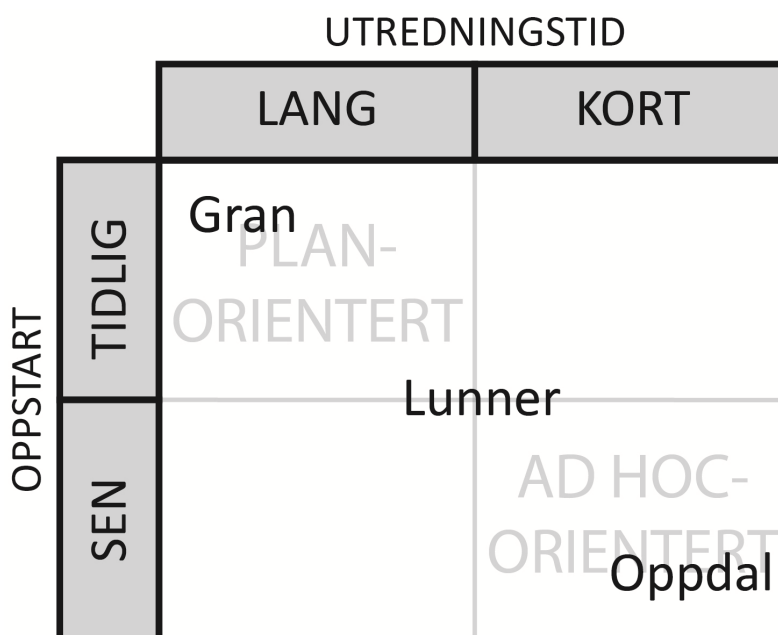 UTREDNINGSTID
LANG
KORT
OPPSTART
TIDLIG
SEN
Gran
PLAN-
ORIENTERT
Lunner
AD HOC-
ORIENTERT
Oppdal